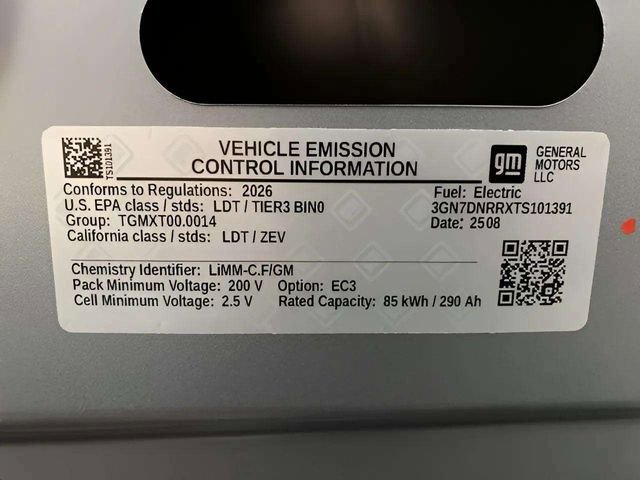 TS101391
VEHICLE EMISSION
CONTROL INFORMATION
gm
GENERAL
MOTORS
LLC
Conforms to Regulations: 2026
U.S. EPA class / stds: LDT / TIER3 BIN0
Group: TGMXT00.0014
California class / stds: LDT / ZEV
Fuel: Electric
3GN7DNRRXTS101391
Date: 2508
Chemistry Identifier: LiMM-C.F/GM
Pack Minimum Voltage: 200 V Option: EC3
Cell Minimum Voltage: 2.5 V Rated Capacity: 85 kWh / 290 Ah